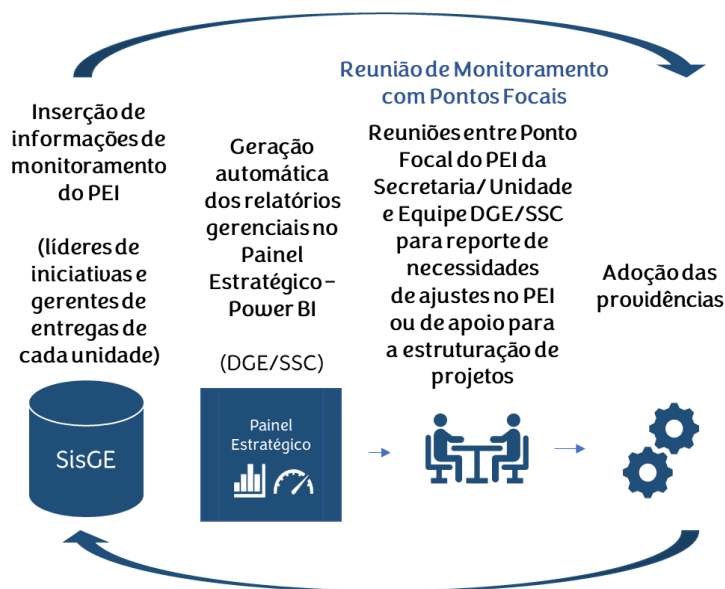 Inserção de
informações de
monitoramento
do PEI
(líderes de
iniciativas e
gerentes de
entregas de
cada unidade)
SisGE
Geração
automática
dos relatórios
gerenciais no
Painel
Estratégico –
Power BI
(DGE/SSC)
Painel
Estratégico
Reunião de Monitoramento
com Pontos Focais
Reuniões entre Ponto
Focal do PEI da
Secretaria/ Unidade
e Equipe DGE/SSC
para reporte de
necessidades
de ajustes no PEI
ou de apoio para
a estruturação de
projetos
Adoção das
providências